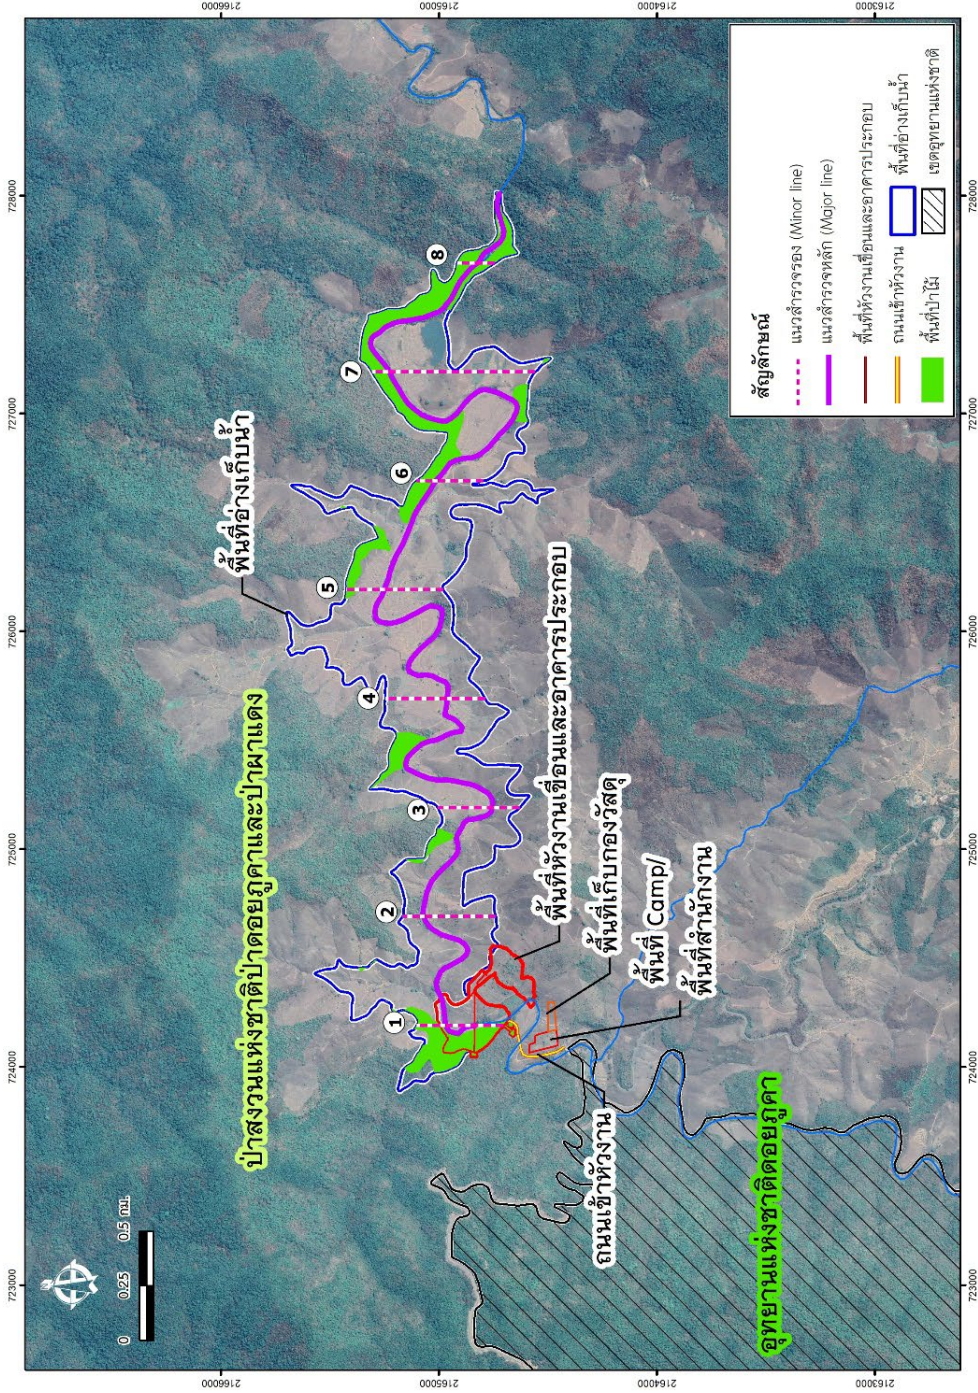 ป่าสงวนแห่งชาติป่าดอยภูคาและป่าผาแดง
พื้นที่อ่างเก็บน้ำ
1
2
3
4
5
6
7
8
พื้นที่หัวงานเขื่อนและอาคารประกอบ
พื้นที่เก็บกองวัสดุ
พื้นที่ Camp/
พื้นที่สำนักงาน
ถนนเข้าหัวงาน
อุทยานแห่งชาติดอยภูคา
0 0.25 0.5 กม.
สัญลักษณ์
แนวสำรวจรอง (Minor line)
แนวสำรวจหลัก (Major line)
พื้นที่หัวงานเขื่อนและอาคารประกอบ
ถนนเข้าหัวงาน
พื้นที่อ่างเก็บน้ำ
พื้นที่ป่าไม้
เขตอุทยานแห่งชาติ
723000 724000 725000 726000 727000 728000
723000 724000 725000 726000 727000 728000
2166000
2165000
2164000
2163000
2166000
2165000
2164000
2163000